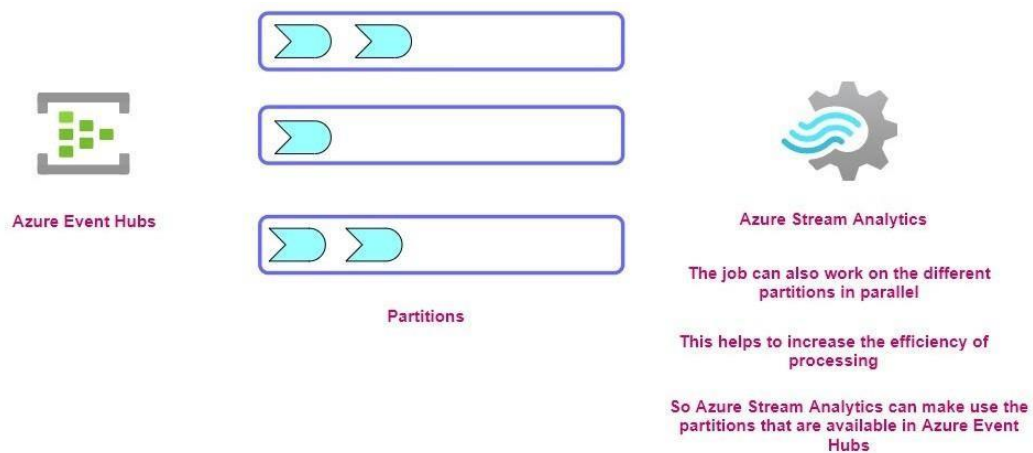 Azure Event Hubs
Partitions
Azure Stream Analytics
The job can also work on the different
partitions in parallel
This helps to increase the efficiency of
processing
So Azure Stream Analytics can make use the
partitions that are available in Azure Event
Hubs